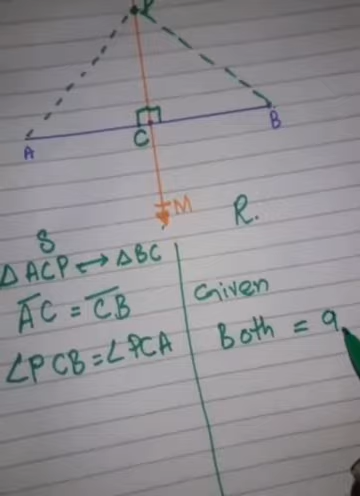 P
A
C
B
M
S
R.
△ACP ↔ △BC
AC = CB
Given
∠PCB = ∠PCA
Both = 9